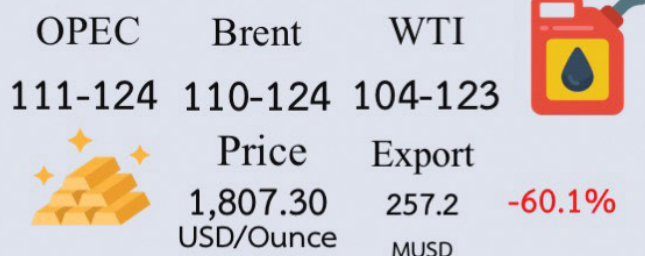 OPEC Brent WTI
111-124 110-124 104-123
Price Export
1,807.30 257.2 -60.1%
USD/Ounce MUSD